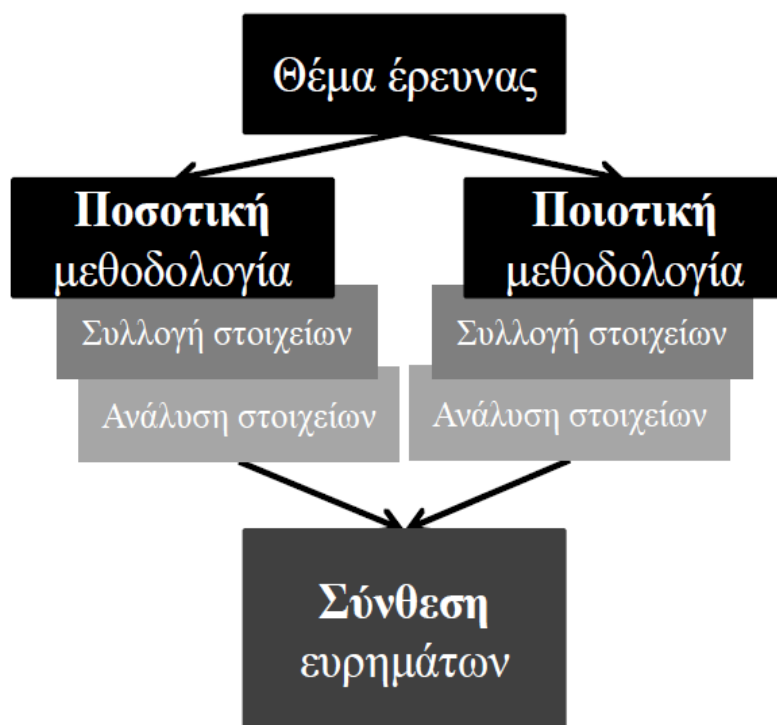 Θέμα έρευνας
Ποσοτική
μεθοδολογία
Συλλογή στοιχείων
Ανάλυση στοιχείων
Ποιοτική
μεθοδολογία
Συλλογή στοιχείων
Ανάλυση στοιχείων
Σύνθεση
ευρημάτων